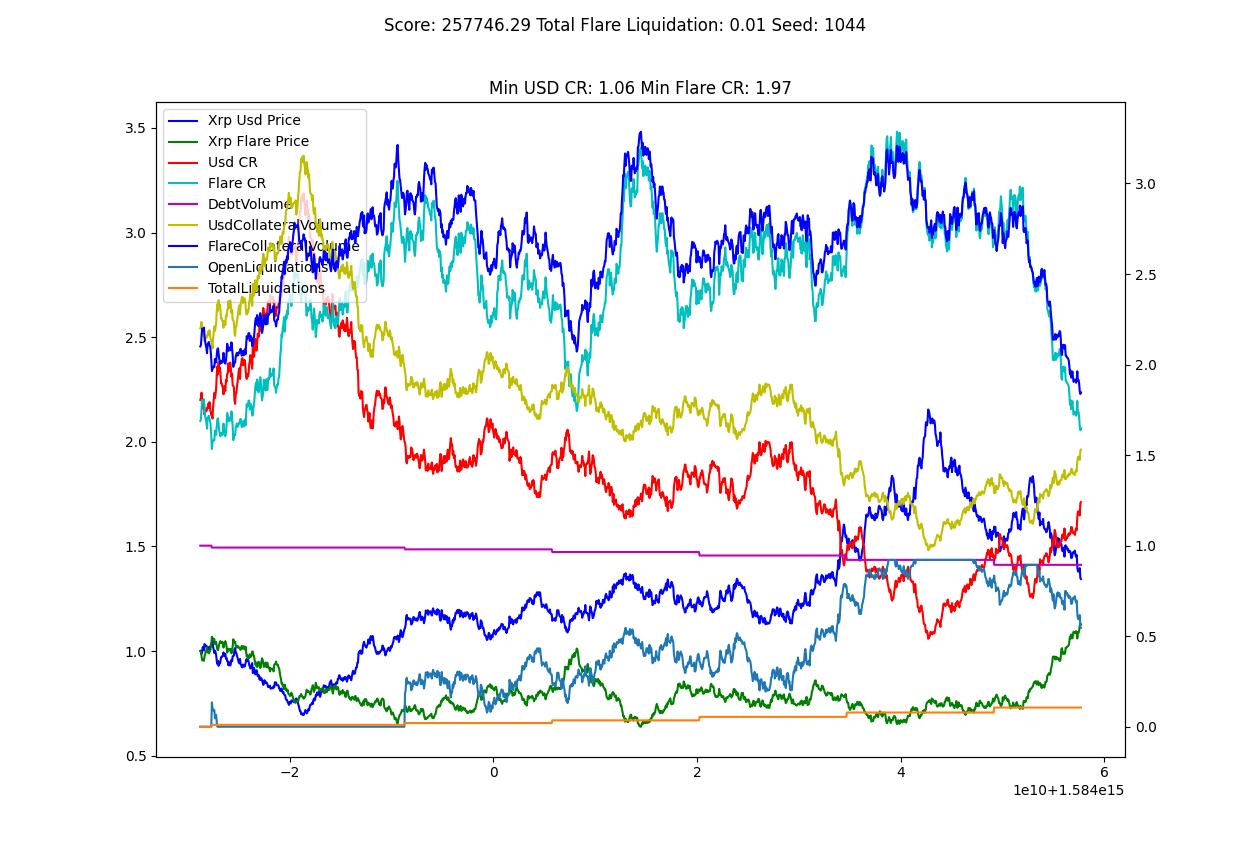 Score: 257746.29 Total Flare Liquidation: 0.01 Seed: 1044
Min USD CR: 1.06 Min Flare CR: 1.97
Xrp Usd Price
Xrp Flare Price
Usd CR
Flare CR
DebtVolume
UsdCollateralVolume
FlareCollateralVolume
OpenLiquidations
TotalLiquidations
3.5
3.0
2.5
2.0
1.5
1.0
0.5
3.0
2.5
2.0
1.5
1.0
0.5
0.0
−2
0
2
4
6
1e10+1.584e15